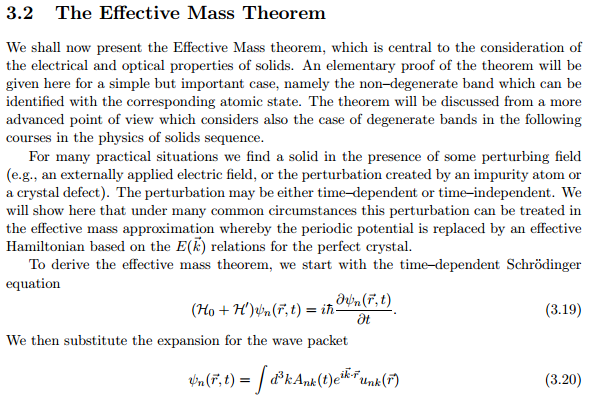 3.2 The Effective Mass Theorem
We shall now present the Effective Mass theorem, which is central to the consideration of
the electrical and optical properties of solids. An elementary proof of the theorem will be
given here for a simple but important case, namely the non–degenerate band which can be
identified with the corresponding atomic state. The theorem will be discussed from a more
advanced point of view which considers also the case of degenerate bands in the following
courses in the physics of solids sequence.
For many practical situations we find a solid in the presence of some perturbing field
(e.g., an externally applied electric field, or the perturbation created by an impurity atom or
a crystal defect). The perturbation may be either time–dependent or time–independent. We
will show here that under many common circumstances this perturbation can be treated in
the effective mass approximation whereby the periodic potential is replaced by an effective
Hamiltonian based on the $E(\vec{k})$ relations for the perfect crystal.
To derive the effective mass theorem, we start with the time–dependent Schrödinger
equation
$(\mathcal{H}_0 + \mathcal{H}')\psi_n(\vec{r}, t) = i\hbar \frac{\partial \psi_n(\vec{r}, t)}{\partial t}.$ (3.19)
We then substitute the expansion for the wave packet
$\psi_n(\vec{r}, t) = \int d^3k A_{nk}(t) e^{i\vec{k}\cdot\vec{r}} u_{nk}(\vec{r})$ (3.20)